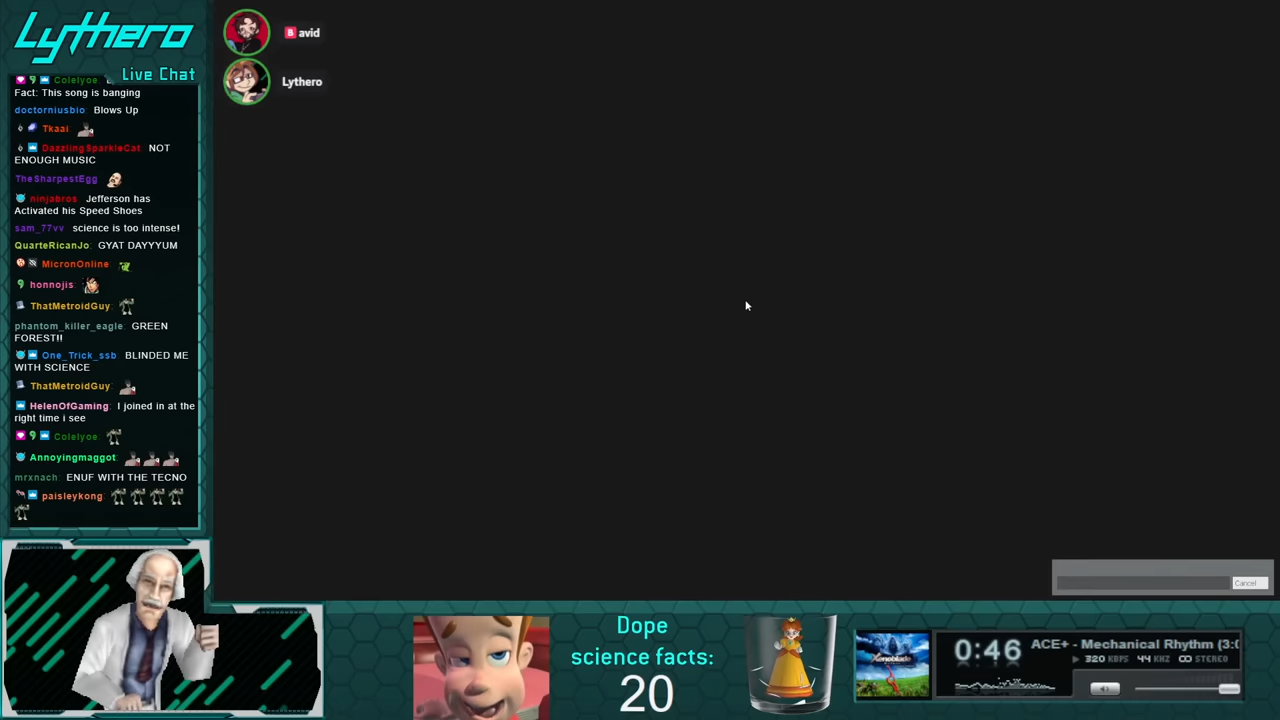 Lythero
Live Chat
Colelyoe:
Fact: This song is banging
doctorniusbio: Blows Up
Tkaai:
DazzlingSparkleCat: NOT
ENOUGH MUSIC
TheSharpestEgg:
ninjabros: Jefferson has
Activated his Speed Shoes
sam_77vv: science is too intense!
QuarteRicanJo: GYAT DAYYYUM
MicronOnline:
honnojis:
ThatMetroidGuy:
phantom_killer_eagle: GREEN
FOREST!!
One_Trick_ssb: BLINDED ME
WITH SCIENCE
ThatMetroidGuy:
HelenOfGaming: I joined in at the
right time i see
Colelyoe:
Annoyingmaggot:
mrxnach: ENUF WITH THE TECNO
paisleykong:
B avid
Lythero
Cancel
Dope
science facts:
20
Xenoblade
0:46
ACE+ - Mechanical Rhythm (3:0
320 KBPS 44 KHZ STEREO